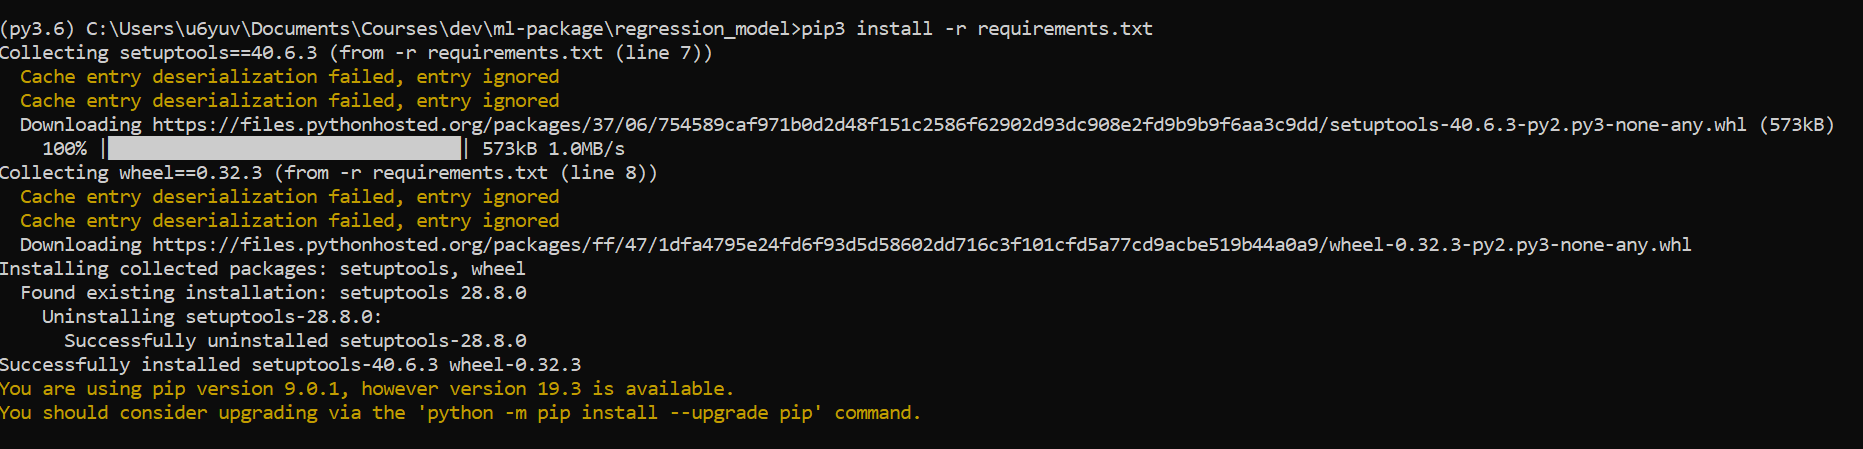 (py3.6) C:\Users\u6yuv\Documents\Courses\dev\ml-package\regression_model>pip3 install -r requirements.txt
Collecting setuptools==40.6.3 (from -r requirements.txt (line 7))
  Cache entry deserialization failed, entry ignored
  Cache entry deserialization failed, entry ignored
  Downloading https://files.pythonhosted.org/packages/37/06/754589caf971b0d2d48f151c2586f62902d93dc908e2fd9b9b9f6aa3c9dd/setuptools-40.6.3-py2.py3-none-any.whl (573kB)
    100% |████████████████████████████████| 573kB 1.0MB/s
Collecting wheel==0.32.3 (from -r requirements.txt (line 8))
  Cache entry deserialization failed, entry ignored
  Cache entry deserialization failed, entry ignored
  Downloading https://files.pythonhosted.org/packages/ff/47/1dfa4795e24fd6f93d5d58602dd716c3f101cfd5a77cd9acbe519b44a0a9/wheel-0.32.3-py2.py3-none-any.whl
Installing collected packages: setuptools, wheel
  Found existing installation: setuptools 28.8.0
    Uninstalling setuptools-28.8.0:
      Successfully uninstalled setuptools-28.8.0
Successfully installed setuptools-40.6.3 wheel-0.32.3
You are using pip version 9.0.1, however version 19.3 is available.
You should consider upgrading via the 'python -m pip install --upgrade pip' command.